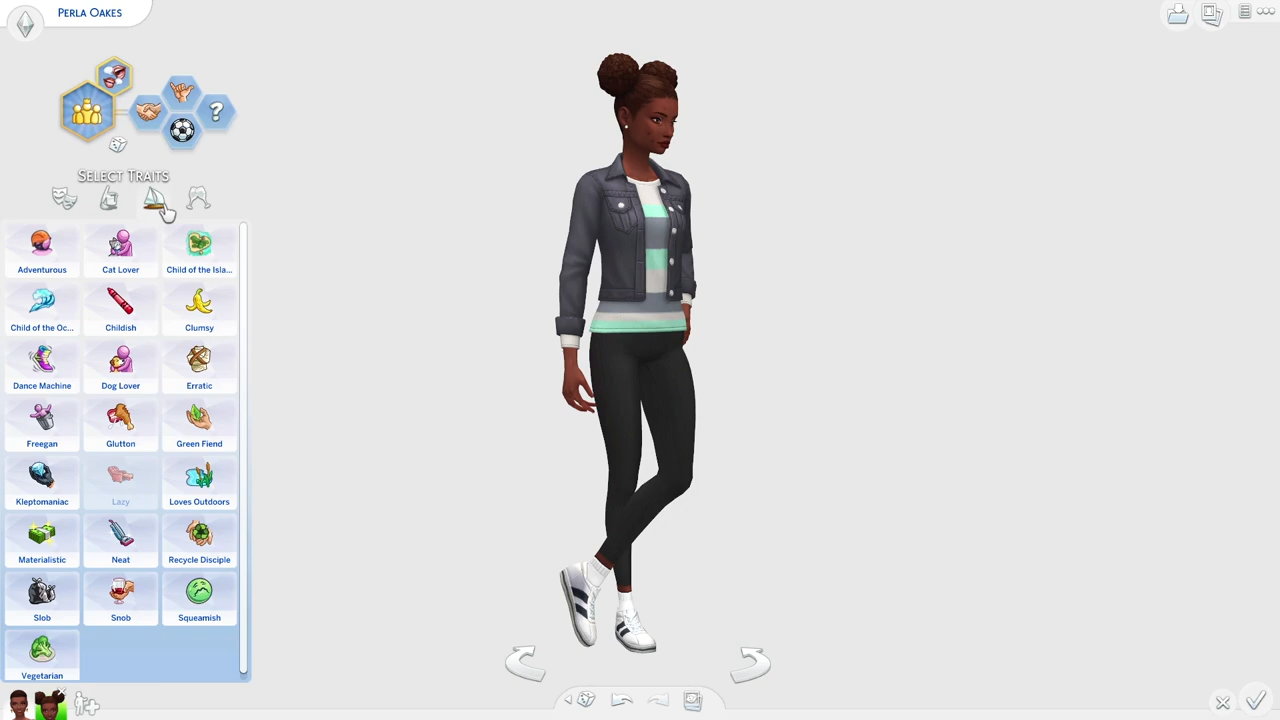 Perla Oakes
?
Select Traits
Adventurous
Cat Lover
Child of the Isla...
Child of the Oc...
Childish
Clumsy
Dance Machine
Dog Lover
Erratic
Freegan
Glutton
Green Fiend
Kleptomaniac
Lazy
Loves Outdoors
Materialistic
Neat
Recycle Disciple
Slob
Snob
Squeamish
Vegetarian